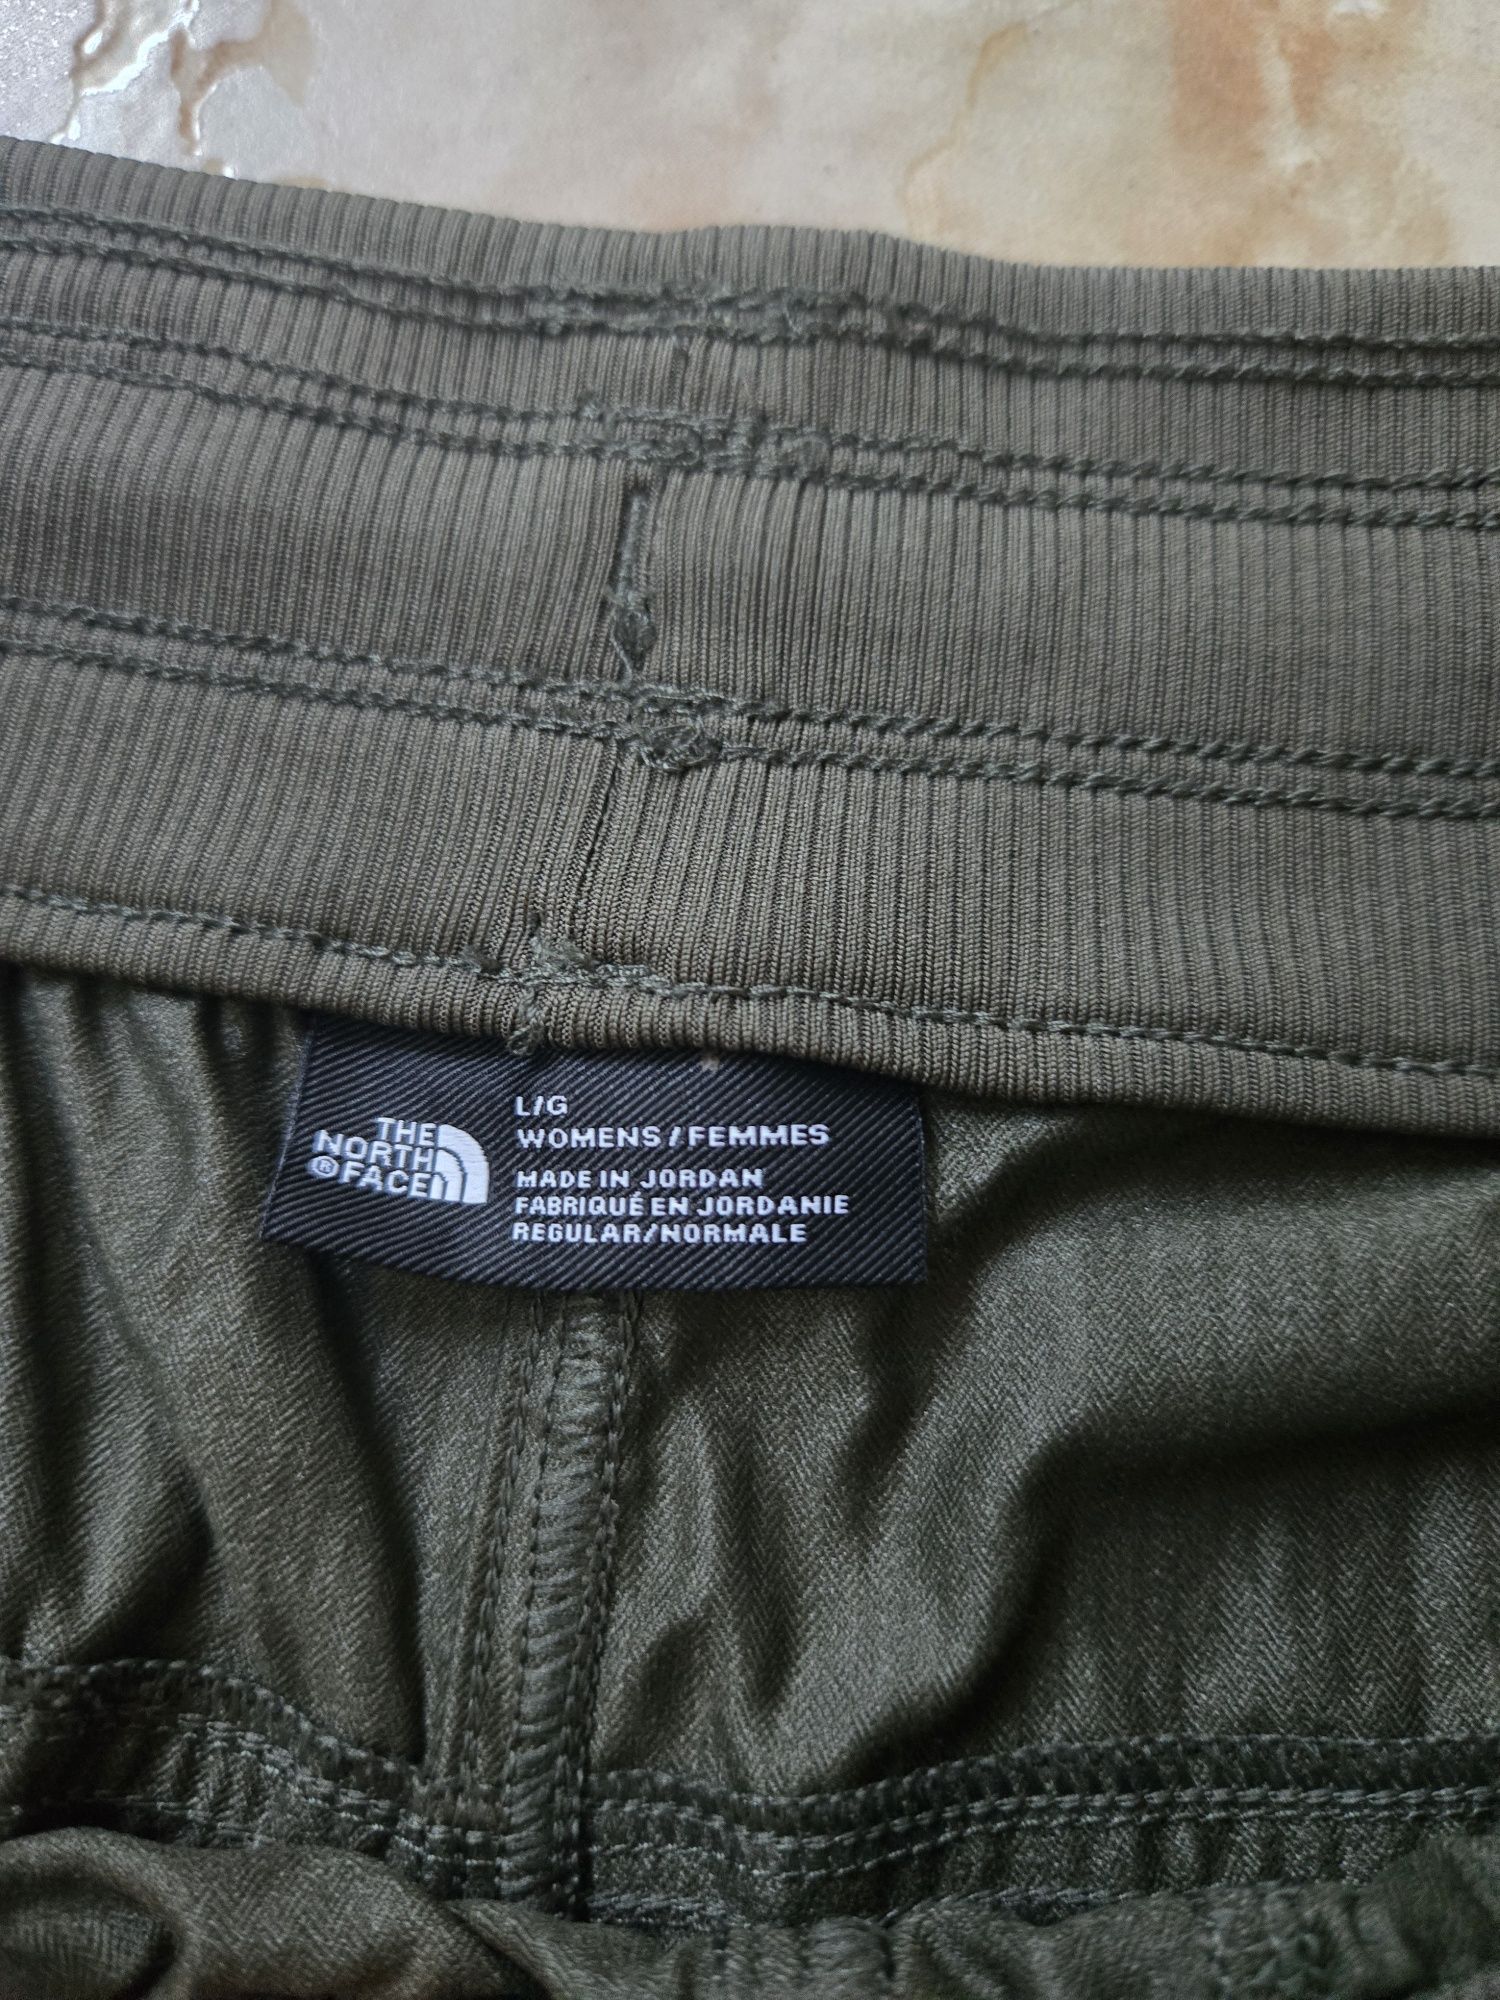 THE
NORTH
® FACE
L/G
WOMENS / FEMMES
MADE IN JORDAN
FABRIQUÉ EN JORDANIE
REGULAR/NORMALE